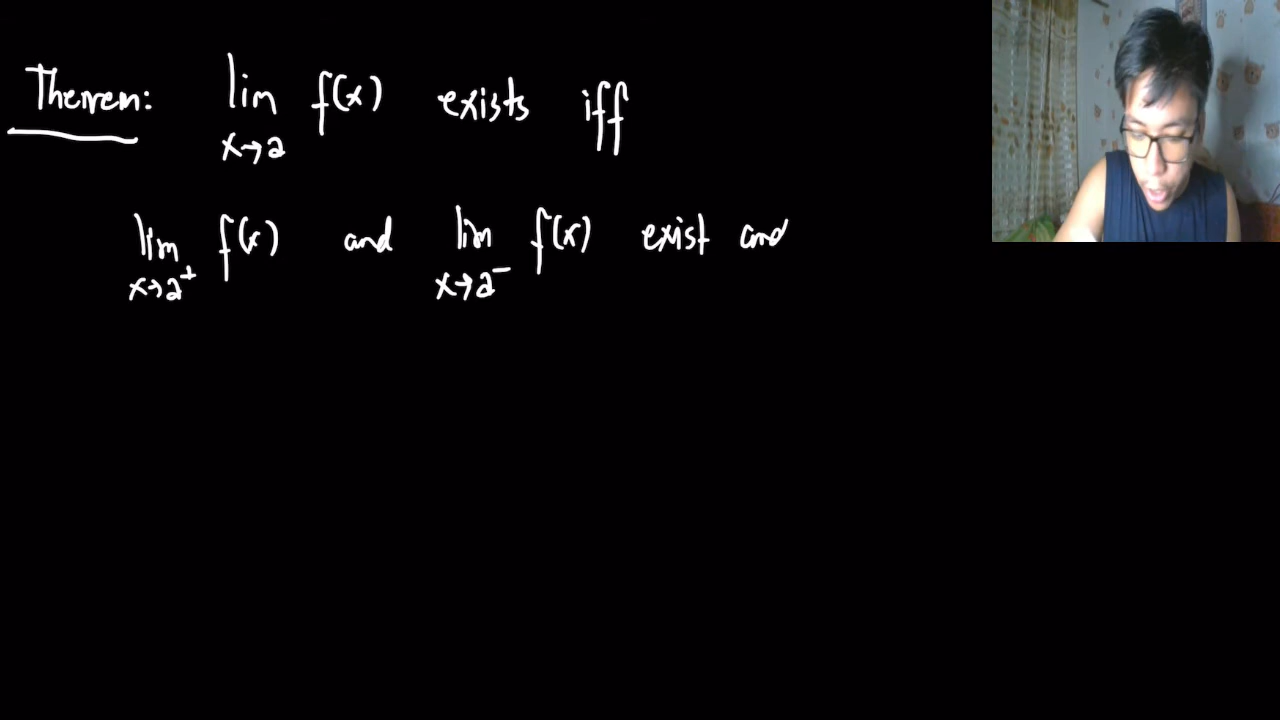 Theorem: lim f(x) exists iff
x→a
lim f(x) and lim f(x) exist and
x→a⁺ x→a⁻